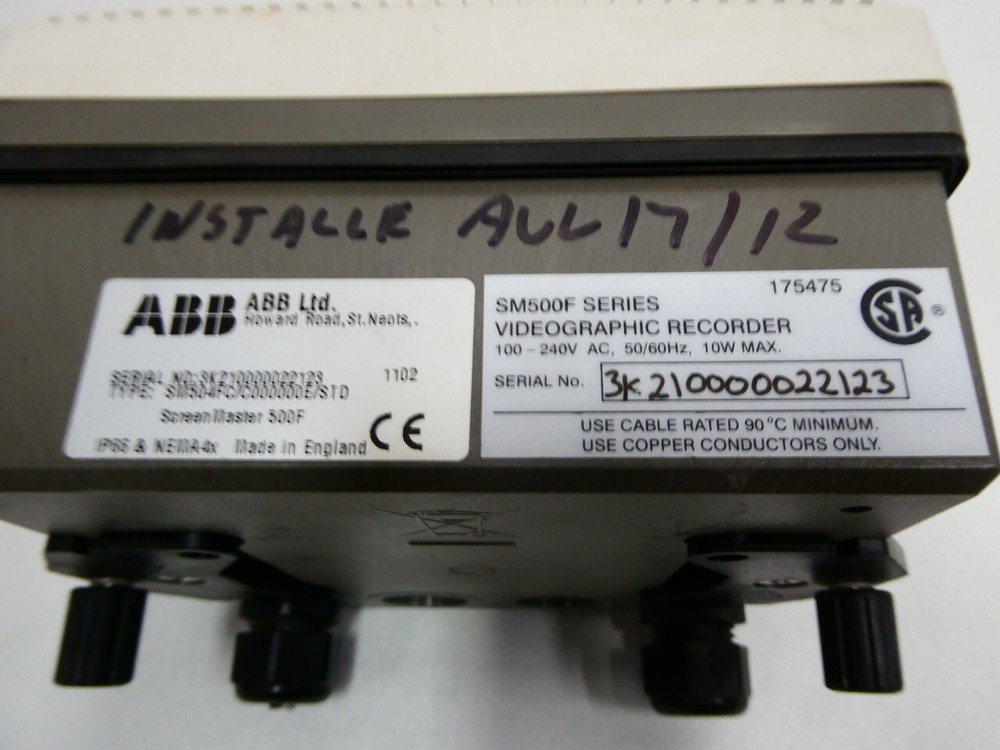 INSTALLE AUL 17/12
ABB ABB Ltd.
Howard Road, St. Neots, .
SERIAL NO: 3K210000022123 1102
TYPE: SM504FC/C000000E/STD
ScreenMaster 500F
IP66 & NEMA4x Made in England CE
175475
SM500F SERIES
VIDEOGRAPHIC RECORDER
100 - 240V AC, 50/60Hz, 10W MAX.
SERIAL No. 3K210000022123
USE CABLE RATED 90 °C MINIMUM.
USE COPPER CONDUCTORS ONLY.
CSA ®